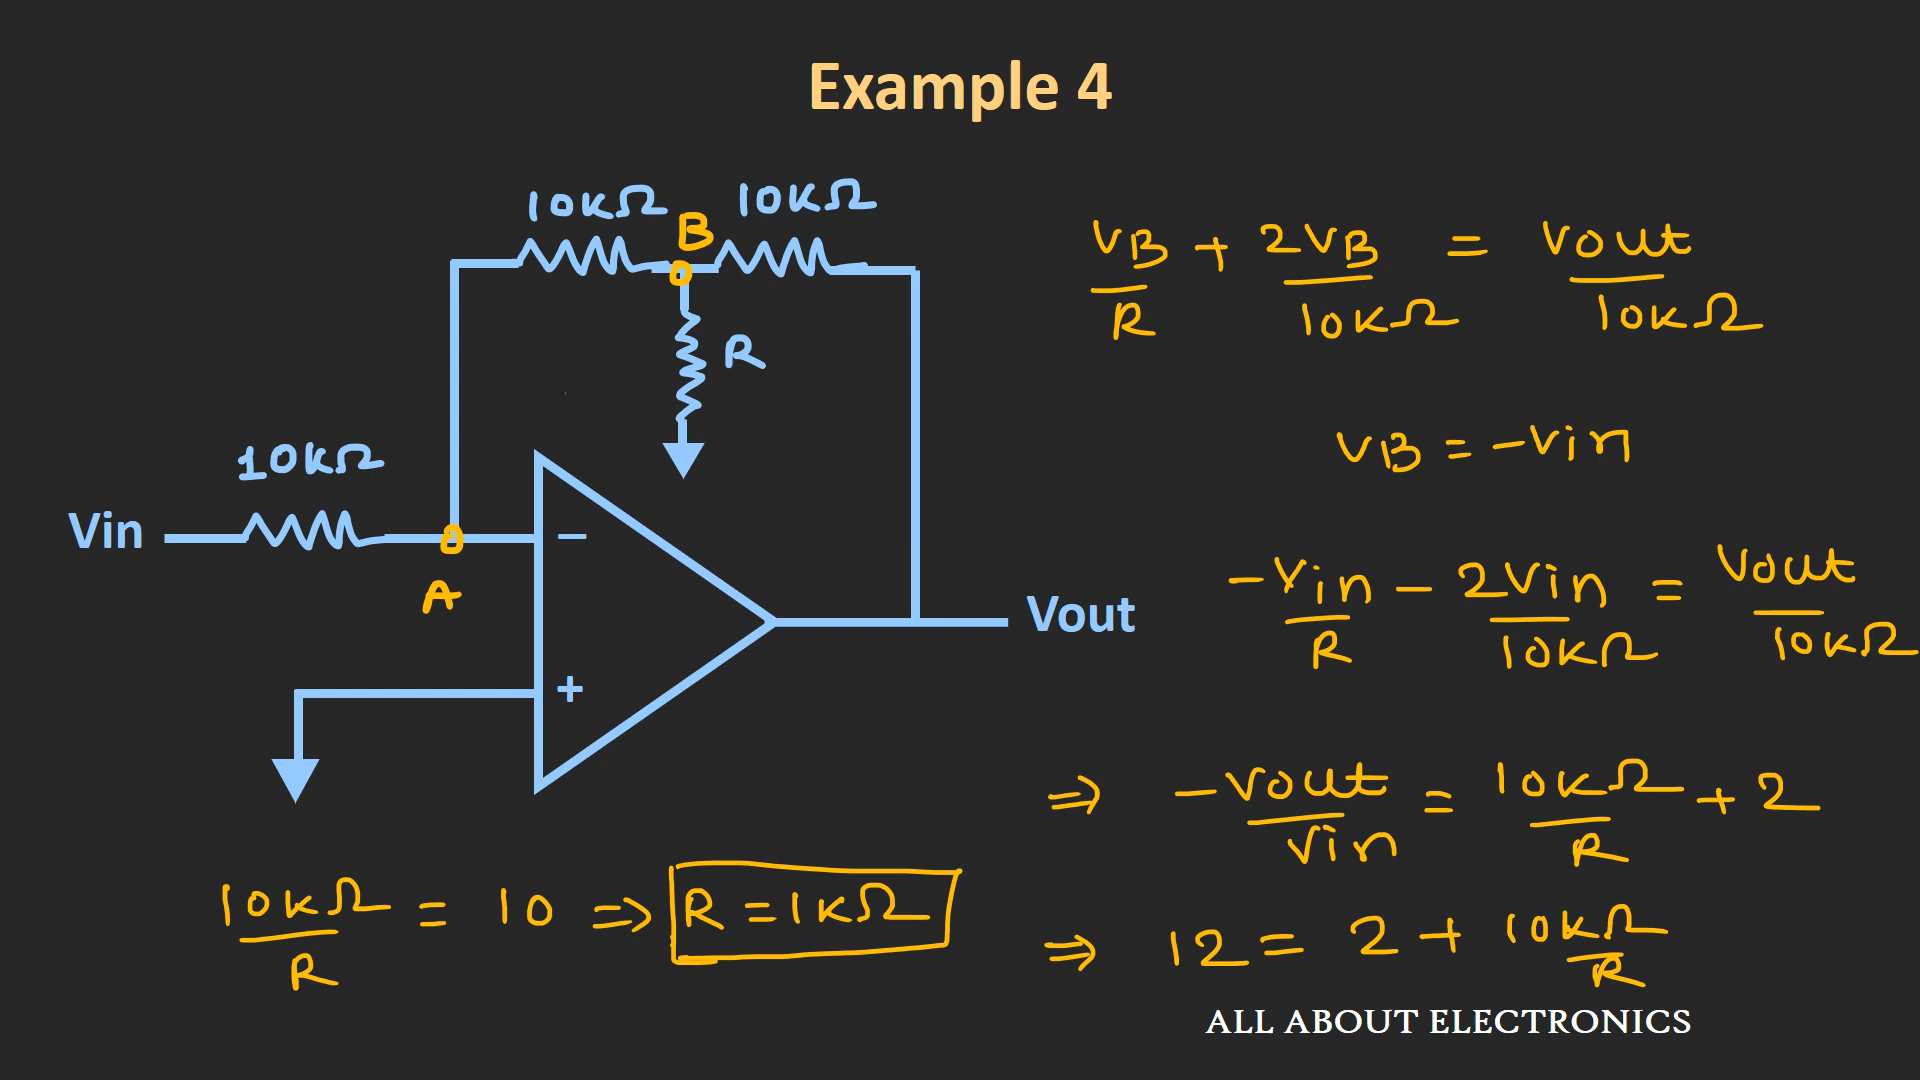 Example 4
10kΩ B 10kΩ
R
10kΩ
Vin
A
−
+
Vout
VB/R + 2VB/10kΩ = Vout/10kΩ
VB = -Vin
-Vin/R - 2Vin/10kΩ = Vout/10kΩ
⇒ -Vout/Vin = 10kΩ/R + 2
⇒ 12 = 2 + 10kΩ/R
10kΩ/R = 10 ⇒ R = 1kΩ
ALL ABOUT ELECTRONICS